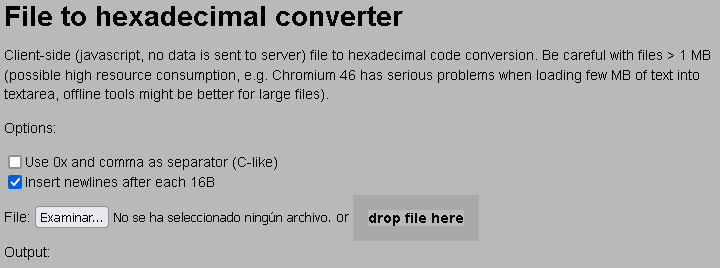 File to hexadecimal converter
Client-side (javascript, no data is sent to server) file to hexadecimal code conversion. Be careful with files > 1 MB
(possible high resource consumption, e.g. Chromium 46 has serious problems when loading few MB of text into
textarea, offline tools might be better for large files).
Options:
Use 0x and comma as separator (C-like)
Insert newlines after each 16B
File: Examinar... No se ha seleccionado ningún archivo. or drop file here
Output: